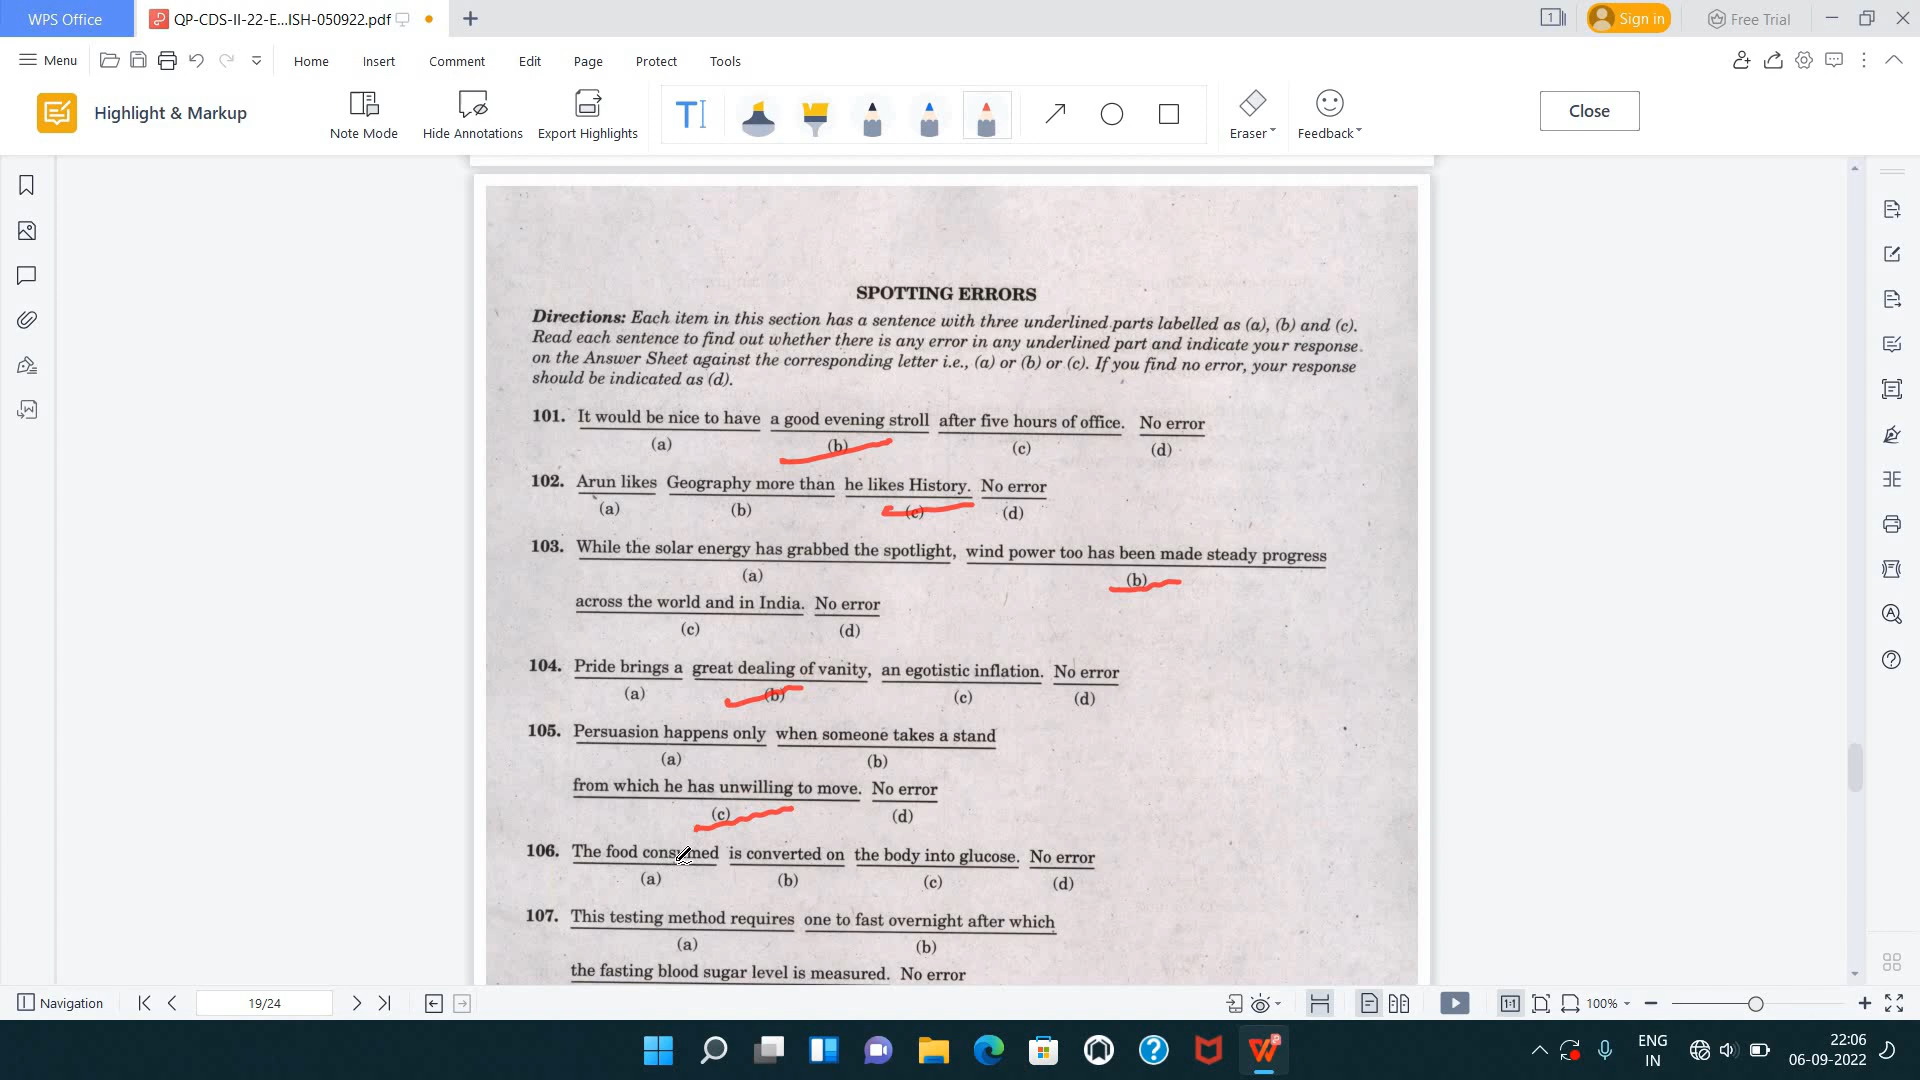 WPS Office
QP-CDS-II-22-E...ISH-050922.pdf
1
Sign in
Free Trial
Menu
Home Insert Comment Edit Page Protect Tools
Highlight & Markup
Note Mode
Hide Annotations
Export Highlights
Eraser
Feedback
Close
SPOTTING ERRORS
Directions: Each item in this section has a sentence with three underlined parts labelled as (a), (b) and (c).
Read each sentence to find out whether there is any error in any underlined part and indicate your response
on the Answer Sheet against the corresponding letter i.e., (a) or (b) or (c). If you find no error, your response
should be indicated as (d).
101. It would be nice to have a good evening stroll after five hours of office. No error
(a) (b) (c) (d)
102. Arun likes Geography more than he likes History. No error
(a) (b) (c) (d)
103. While the solar energy has grabbed the spotlight, wind power too has been made steady progress
(a) (b)
across the world and in India. No error
(c) (d)
104. Pride brings a great dealing of vanity, an egotistic inflation. No error
(a) (b) (c) (d)
105. Persuasion happens only when someone takes a stand
(a) (b)
from which he has unwilling to move. No error
(c) (d)
106. The food consumed is converted on the body into glucose. No error
(a) (b) (c) (d)
107. This testing method requires one to fast overnight after which
(a) (b)
the fasting blood sugar level is measured. No error
Navigation
19/24
1:1
100%
ENG
IN
22:06
06-09-2022